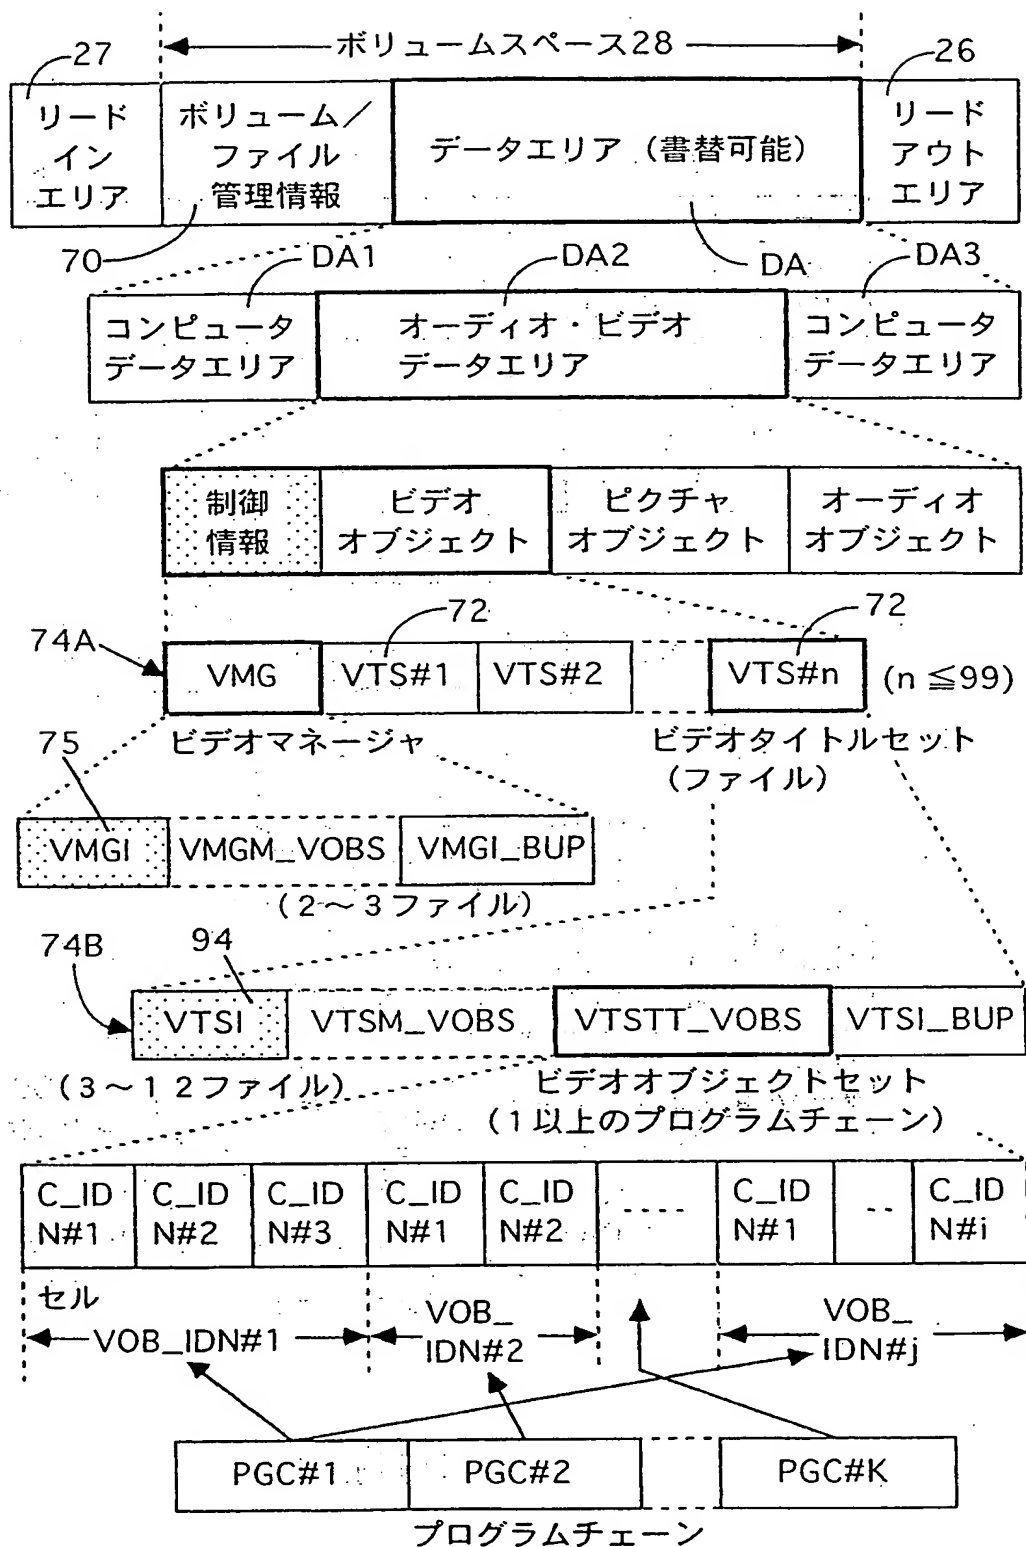 ボリュームスペース28
27
26
リード
イン
エリア
ボリューム／
ファイル
管理情報
データエリア（書替可能）
リード
アウト
エリア
70
DA1
DA2
DA
DA3
コンピュータ
データエリア
オーディオ・ビデオ
データエリア
コンピュータ
データエリア
制御
情報
ビデオ
オブジェクト
ピクチャ
オブジェクト
オーディオ
オブジェクト
72
72
74A
VMG
VTS#1
VTS#2
VTS#n
(n≦99)
75
ビデオマネージャ
ビデオタイトルセット
(ファイル)
VMGI
VMGM_VOBS
VMGI_BUP
(2～3ファイル)
74B
94
VTSI
VTSM_VOBS
VTSTT_VOBS
VTSI_BUP
(3～12ファイル)
ビデオオブジェクトセット
(1以上のプログラムチェーン)
C_ID
N#1
C_ID
N#2
C_ID
N#3
C_ID
N#1
C_ID
N#2
C_ID
N#1
C_ID
N#i
セル
VOB_IDN#1
VOB_
IDN#2
VOB_
IDN#j
PGC#1
PGC#2
PGC#K
プログラムチェーン